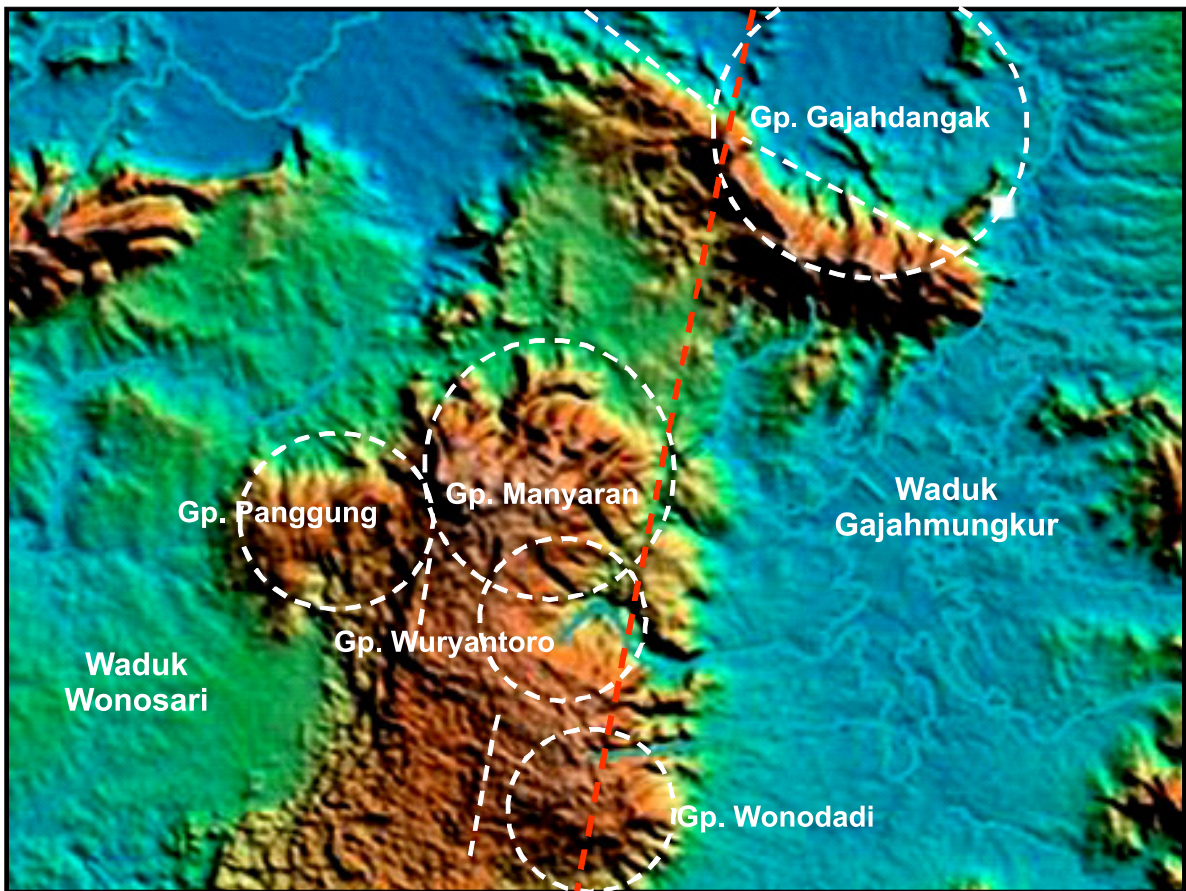 Gp. Gajahdangak
Gp. Manyaran
Gp. Panggung
Waduk
Gajahmungkur
Gp. Wuryantoro
Waduk
Wonosari
Gp. Wonodadi